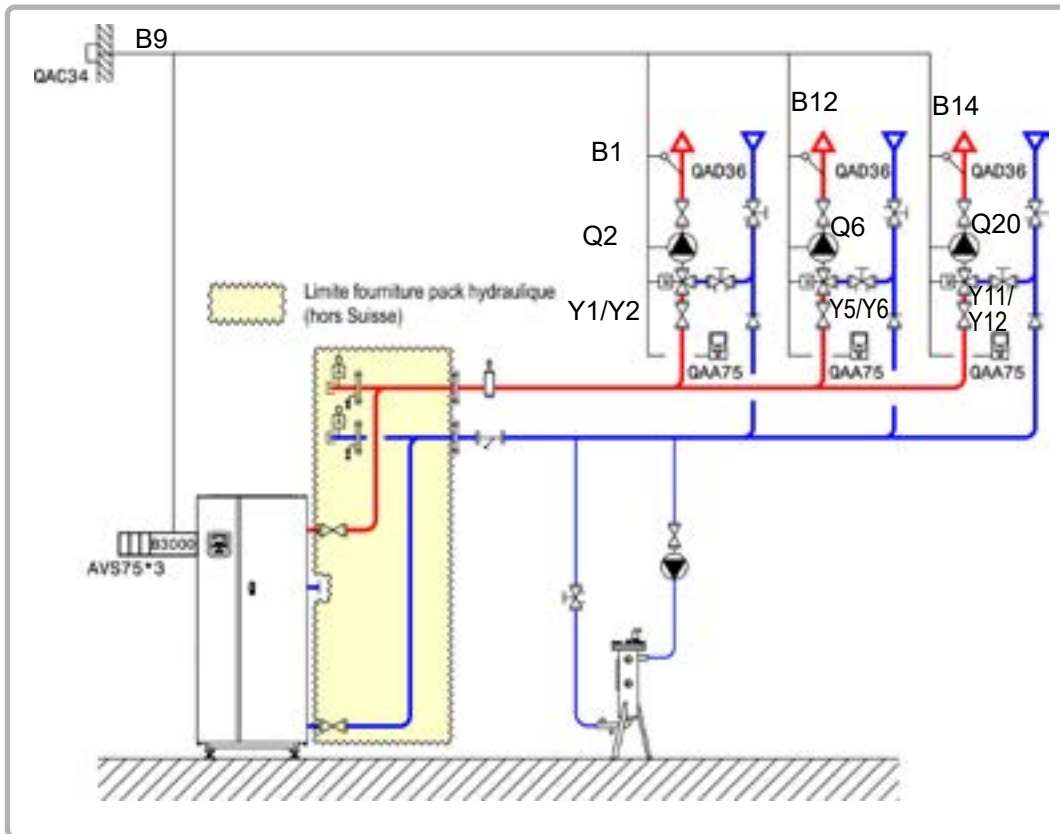 B9
QAC34
B12
B14
B1
QAD36
QAD36
QAD36
Q2
Q6
Q20
Limite fourniture pack hydraulique
(hors Suisse)
Y1/Y2
Y5/Y6
Y11/
Y12
QAA75
QAA75
QAA75
B3000
AVS75*3